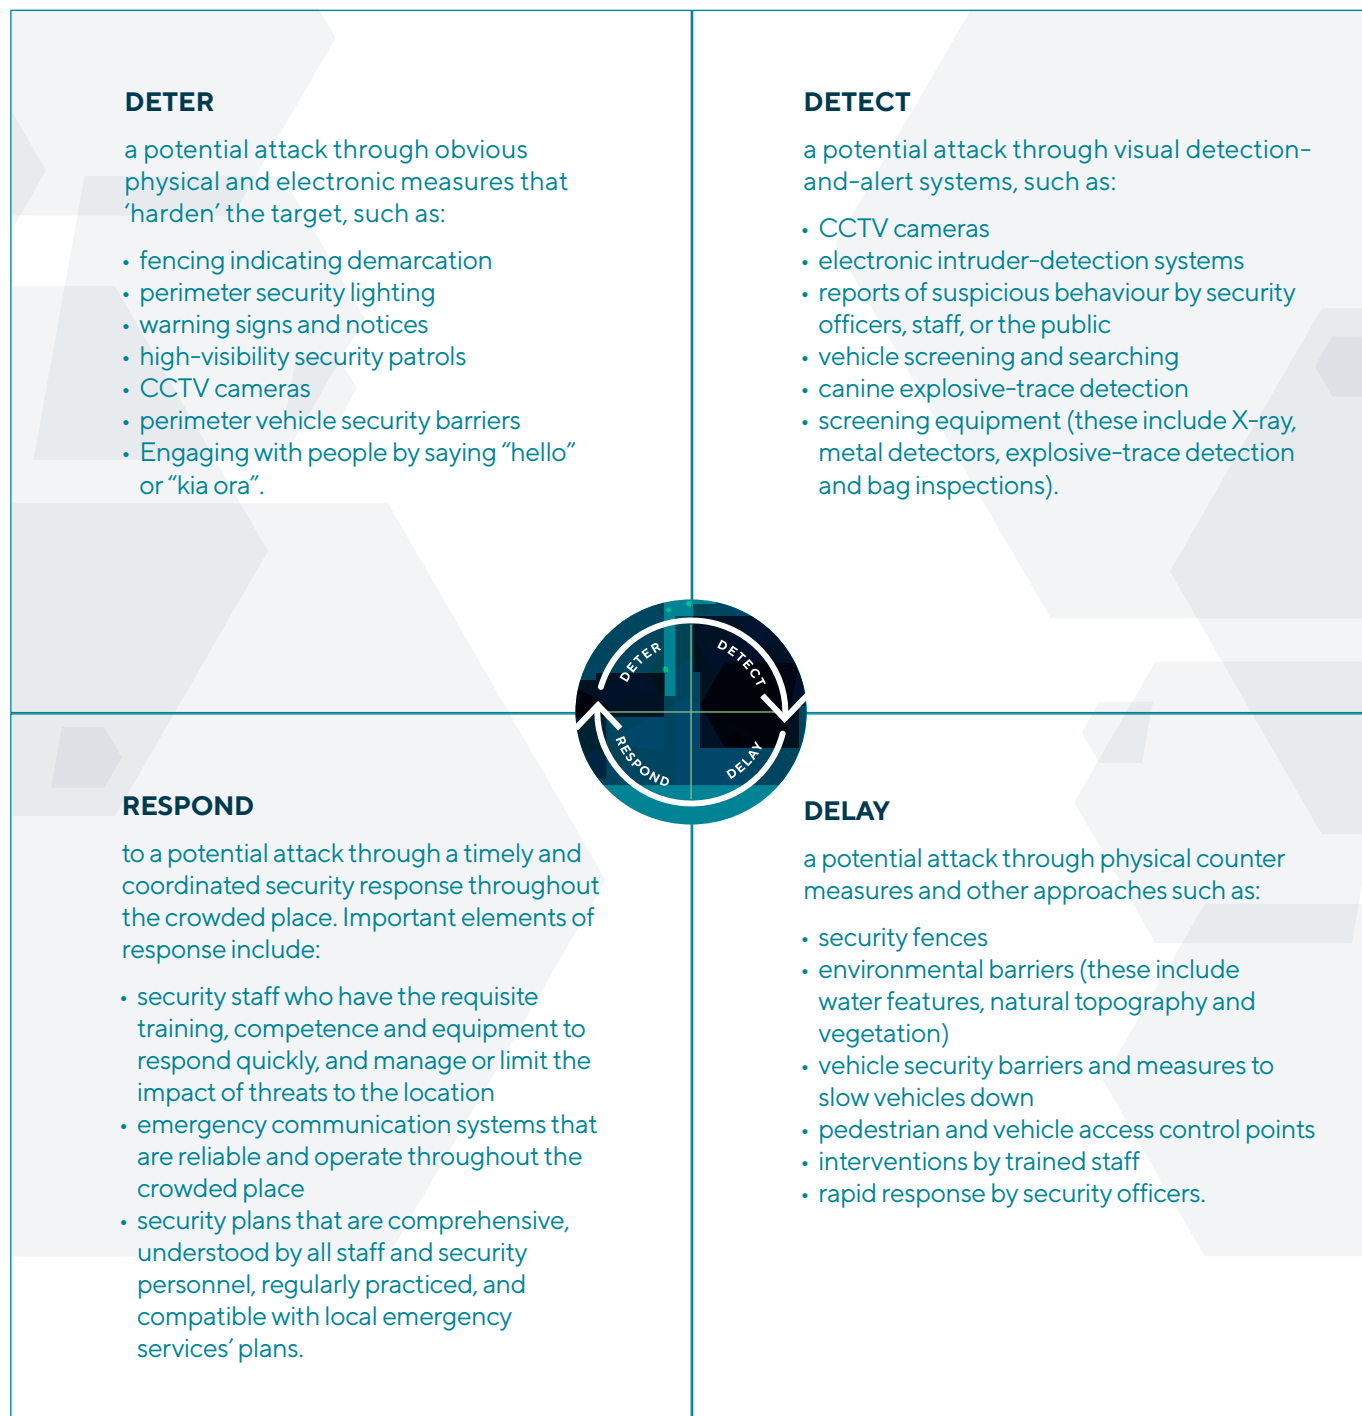 DETER
a potential attack through obvious
physical and electronic measures that
‘harden’ the target, such as:
• fencing indicating demarcation
• perimeter security lighting
• warning signs and notices
• high-visibility security patrols
• CCTV cameras
• perimeter vehicle security barriers
• Engaging with people by saying “hello”
or “kia ora”.
DETECT
a potential attack through visual detection-
and-alert systems, such as:
• CCTV cameras
• electronic intruder-detection systems
• reports of suspicious behaviour by security
officers, staff, or the public
• vehicle screening and searching
• canine explosive-trace detection
• screening equipment (these include X-ray,
metal detectors, explosive-trace detection
and bag inspections).
DETER
DETECT
RESPOND
DELAY
RESPOND
to a potential attack through a timely and
coordinated security response throughout
the crowded place. Important elements of
response include:
• security staff who have the requisite
training, competence and equipment to
respond quickly, and manage or limit the
impact of threats to the location
• emergency communication systems that
are reliable and operate throughout the
crowded place
• security plans that are comprehensive,
understood by all staff and security
personnel, regularly practiced, and
compatible with local emergency
services’ plans.
DELAY
a potential attack through physical counter
measures and other approaches such as:
• security fences
• environmental barriers (these include
water features, natural topography and
vegetation)
• vehicle security barriers and measures to
slow vehicles down
• pedestrian and vehicle access control points
• interventions by trained staff
• rapid response by security officers.